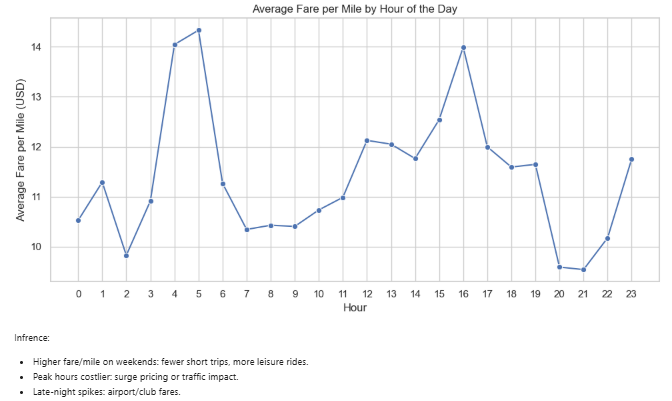 Average Fare per Mile by Hour of the Day
Average Fare per Mile (USD)
14
13
12
11
10
0 1 2 3 4 5 6 7 8 9 10 11 12 13 14 15 16 17 18 19 20 21 22 23
Hour
Infrence:
• Higher fare/mile on weekends: fewer short trips, more leisure rides.
• Peak hours costlier: surge pricing or traffic impact.
• Late-night spikes: airport/club fares.